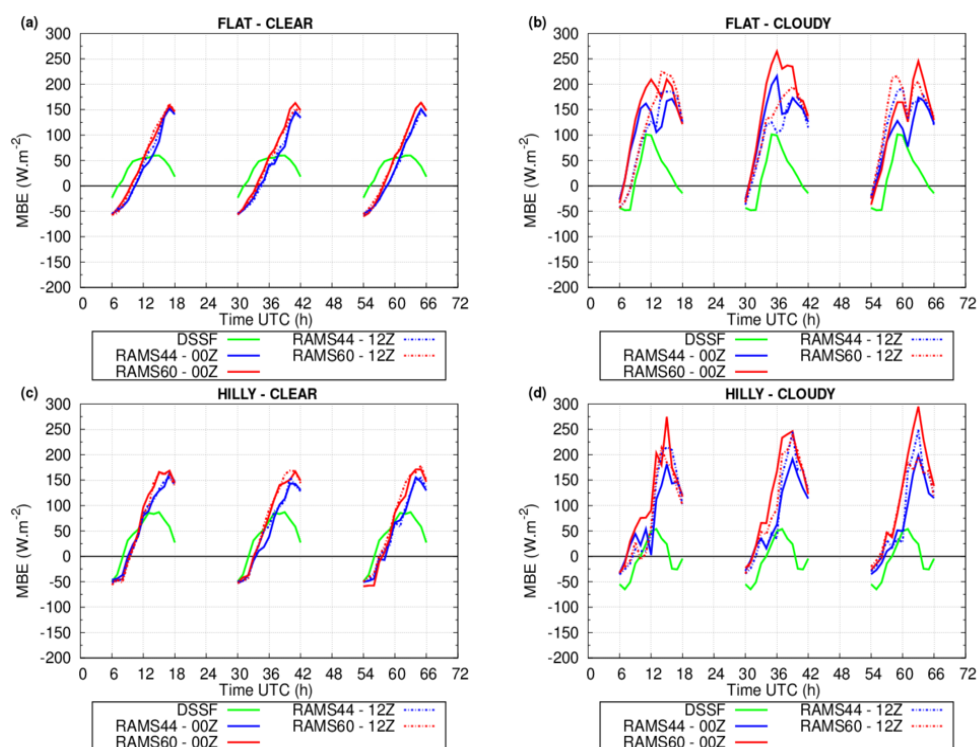 (a) FLAT - CLEAR
MBE (W.m⁻²)
300
250
200
150
100
50
0
-50
-100
-150
-200
0 6 12 18 24 30 36 42 48 54 60 66 72
Time UTC (h)
DSSF RAMS44 - 12Z
RAMS44 - 00Z RAMS60 - 12Z
RAMS60 - 00Z
(b) FLAT - CLOUDY
MBE (W.m⁻²)
300
250
200
150
100
50
0
-50
-100
-150
-200
0 6 12 18 24 30 36 42 48 54 60 66 72
Time UTC (h)
DSSF RAMS44 - 12Z
RAMS44 - 00Z RAMS60 - 12Z
RAMS60 - 00Z
(c) HILLY - CLEAR
MBE (W.m⁻²)
300
250
200
150
100
50
0
-50
-100
-150
-200
0 6 12 18 24 30 36 42 48 54 60 66 72
Time UTC (h)
DSSF RAMS44 - 12Z
RAMS44 - 00Z RAMS60 - 12Z
RAMS60 - 00Z
(d) HILLY - CLOUDY
MBE (W.m⁻²)
300
250
200
150
100
50
0
-50
-100
-150
-200
0 6 12 18 24 30 36 42 48 54 60 66 72
Time UTC (h)
DSSF RAMS44 - 12Z
RAMS44 - 00Z RAMS60 - 12Z
RAMS60 - 00Z